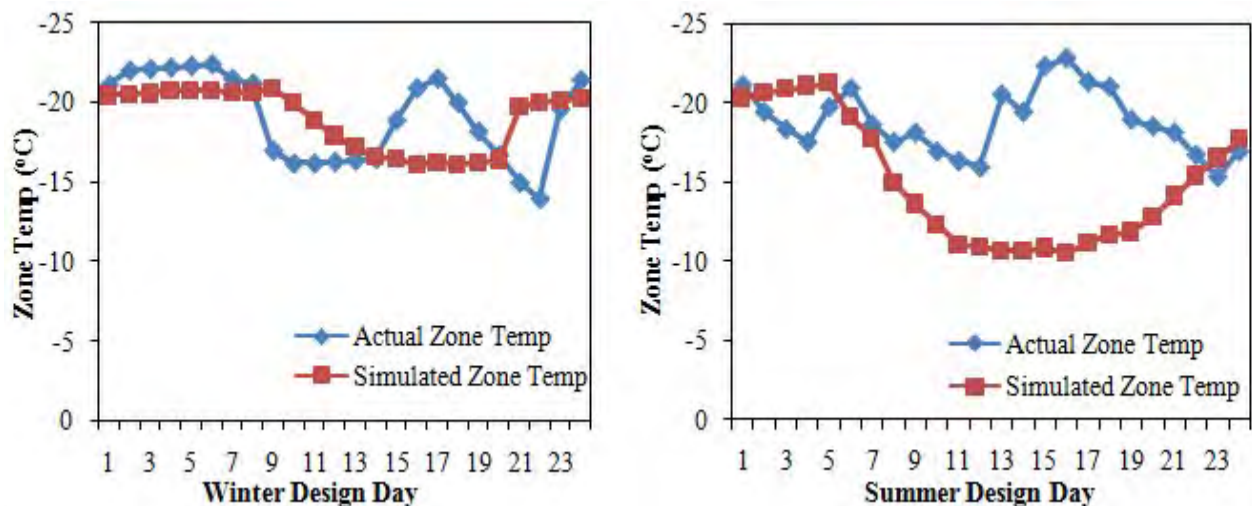 -25
-20
-15
-10
-5
0
Zone Temp (°C)
Actual Zone Temp
Simulated Zone Temp
1 3 5 7 9 11 13 15 17 19 21 23
Winter Design Day
-25
-20
-15
-10
-5
0
Zone Temp (°C)
Actual Zone Temp
Simulated Zone Temp
1 3 5 7 9 11 13 15 17 19 21 23
Summer Design Day